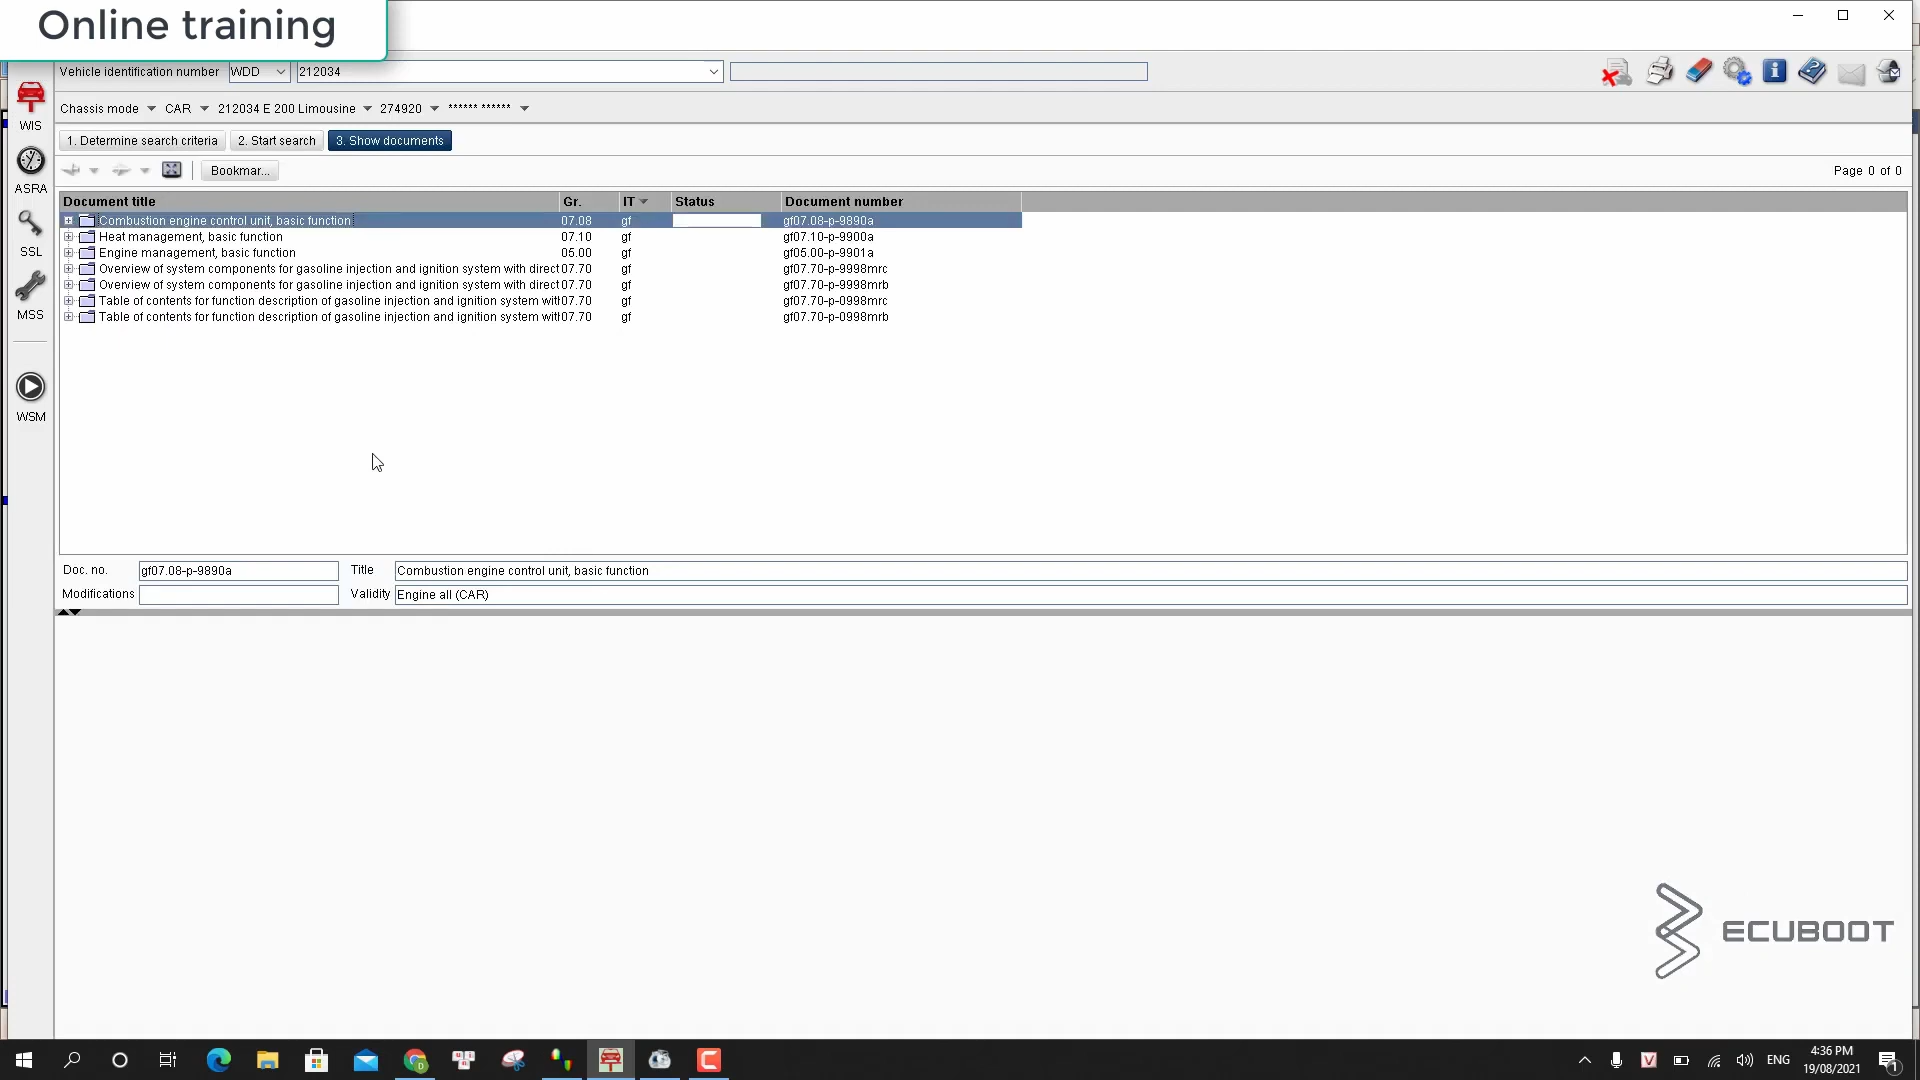 Online training
Vehicle identification number WDD 212034
Chassis mode CAR 212034 E 200 Limousine 274920 ****** ******
1. Determine search criteria 2. Start search 3. Show documents
Bookmar... Page 0 of 0
Document title Gr. IT Status Document number
Combustion engine control unit, basic function 07.08 gf gf07.08-p-9890a
Heat management, basic function 07.10 gf gf07.10-p-9900a
Engine management, basic function 05.00 gf gf05.00-p-9901a
Overview of system components for gasoline injection and ignition system with direct 07.70 gf gf07.70-p-9998mrc
Overview of system components for gasoline injection and ignition system with direct 07.70 gf gf07.70-p-9998mrb
Table of contents for function description of gasoline injection and ignition system wit 07.70 gf gf07.70-p-0998mrc
Table of contents for function description of gasoline injection and ignition system wit 07.70 gf gf07.70-p-0998mrb
WIS
ASRA
SSL
MSS
WSM
Doc. no. gf07.08-p-9890a Title Combustion engine control unit, basic function
Modifications Validity Engine all (CAR)
ECUBOOT
ENG 4:36 PM
19/08/2021
1